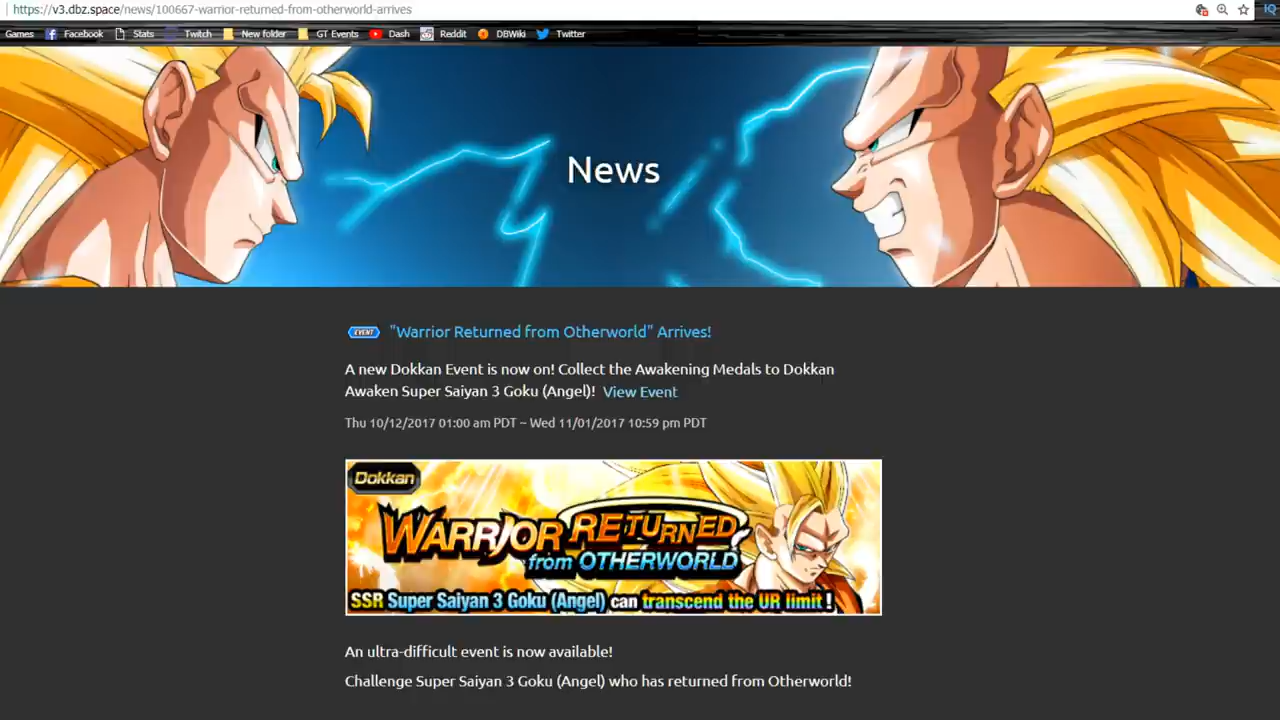 https://v3.dbz.space/news/100667-warrior-returned-from-otherworld-arrives
Games Facebook Stats Twitch New folder GT Events Dash Reddit DBWiki Twitter
News
EVENT "Warrior Returned from Otherworld" Arrives!
A new Dokkan Event is now on! Collect the Awakening Medals to Dokkan
Awaken Super Saiyan 3 Goku (Angel)! View Event
Thu 10/12/2017 01:00 am PDT – Wed 11/01/2017 10:59 pm PDT
Dokkan
WARRIOR RETURNED
from OTHERWORLD
SSR Super Saiyan 3 Goku (Angel) can transcend the UR limit!
An ultra-difficult event is now available!
Challenge Super Saiyan 3 Goku (Angel) who has returned from Otherworld!